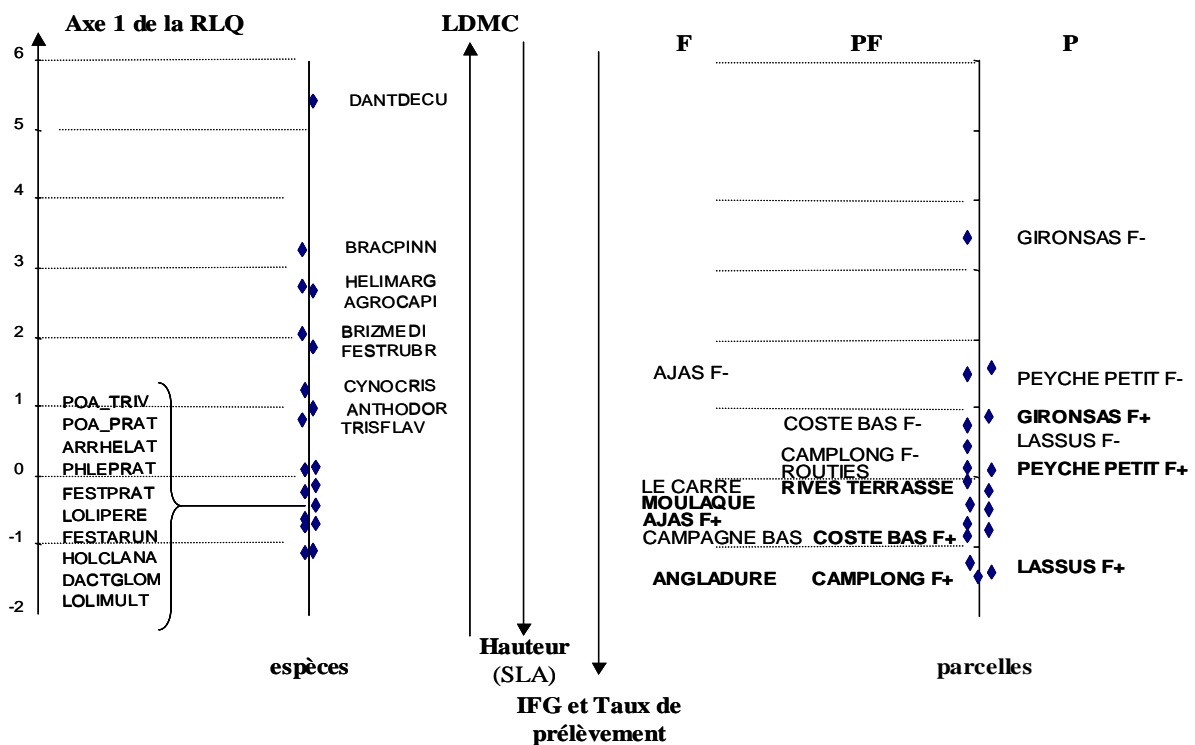 Axe 1 de la RLQ
LDMC
F
PF
P
6
5
4
3
2
1
0
-1
-2
DANTDECU
BRACPINN
HELIMARG
AGROCAPI
BRIZMEDI
FESTRUBR
CYNOCRIS
ANTHODOR
TRISFLAV
POA_TRIV
POA_PRAT
ARRHELAT
PHLEPRAT
FESTPRAT
LOLIPERE
FESTARUN
HOLCLANA
DACTGLOM
LOLIMULT
espèces
Hauteur
(SLA)
IFG et Taux de
prélèvement
GIRONSAS F-
AJAS F-
PEYCHE PETIT F-
COSTE BAS F-
GIRONSAS F+
LASSUS F-
CAMPLONG F-
ROUTIES
PEYCHE PETIT F+
LE CARRE
RIVES TERRASSE
MOULAQUE
AJAS F+
CAMPAGNE BAS
COSTE BAS F+
ANGLADURE
CAMPLONG F+
LASSUS F+
parcelles